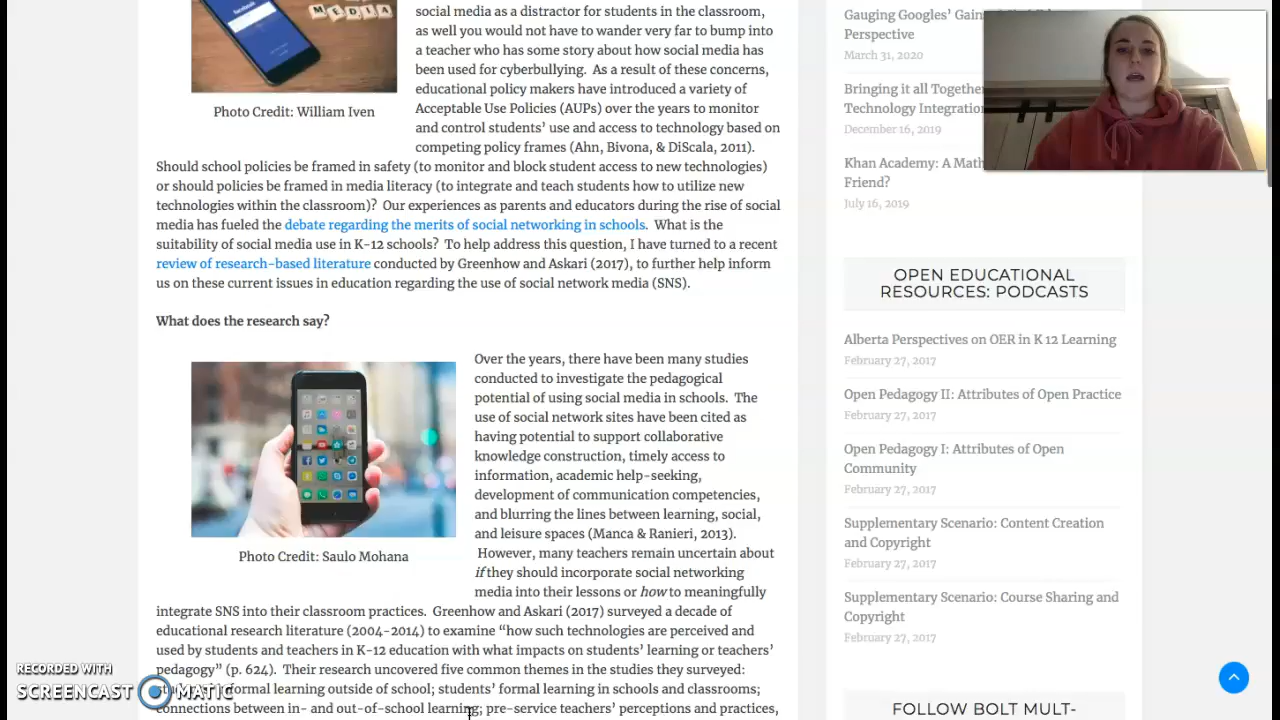 MEDIA
social media as a distractor for students in the classroom,
as well you would not have to wander very far to bump into
a teacher who has some story about how social media has
been used for cyberbullying. As a result of these concerns,
educational policy makers have introduced a variety of
Acceptable Use Policies (AUPs) over the years to monitor
and control students’ use and access to technology based on
competing policy frames (Ahn, Bivona, & DiScala, 2011).
Photo Credit: William Iven
Should school policies be framed in safety (to monitor and block student access to new technologies)
or should policies be framed in media literacy (to integrate and teach students how to utilize new
technologies within the classroom)? Our experiences as parents and educators during the rise of social
media has fueled the debate regarding the merits of social networking in schools. What is the
suitability of social media use in K-12 schools? To help address this question, I have turned to a recent
review of research-based literature conducted by Greenhow and Askari (2017), to further help inform
us on these current issues in education regarding the use of social network media (SNS).
What does the research say?
Over the years, there have been many studies
conducted to investigate the pedagogical
potential of using social media in schools. The
use of social network sites have been cited as
having potential to support collaborative
knowledge construction, timely access to
information, academic help-seeking,
development of communication competencies,
and blurring the lines between learning, social,
and leisure spaces (Manca & Ranieri, 2013).
However, many teachers remain uncertain about
if they should incorporate social networking
media into their lessons or how to meaningfully
Photo Credit: Saulo Mohana
integrate SNS into their classroom practices. Greenhow and Askari (2017) surveyed a decade of
educational research literature (2004-2014) to examine “how such technologies are perceived and
used by students and teachers in K-12 education with what impacts on students’ learning or teachers’
pedagogy” (p. 624). Their research uncovered five common themes in the studies they surveyed:
formal learning outside of school; students’ formal learning in schools and classrooms;
connections between in- and out-of-school learning; pre-service teachers’ perceptions and practices,
Gauging Googles’
Perspective
March 31, 2020
Bringing it all Together
Technology Integration
December 16, 2019
Khan Academy: A Math
Friend?
July 16, 2019
OPEN EDUCATIONAL
RESOURCES: PODCASTS
Alberta Perspectives on OER in K 12 Learning
February 27, 2017
Open Pedagogy II: Attributes of Open Practice
February 27, 2017
Open Pedagogy I: Attributes of Open
Community
February 27, 2017
Supplementary Scenario: Content Creation
and Copyright
February 27, 2017
Supplementary Scenario: Course Sharing and
Copyright
February 27, 2017
FOLLOW BOLT MULT-
RECORDED WITH
SCREENCAST MATIC